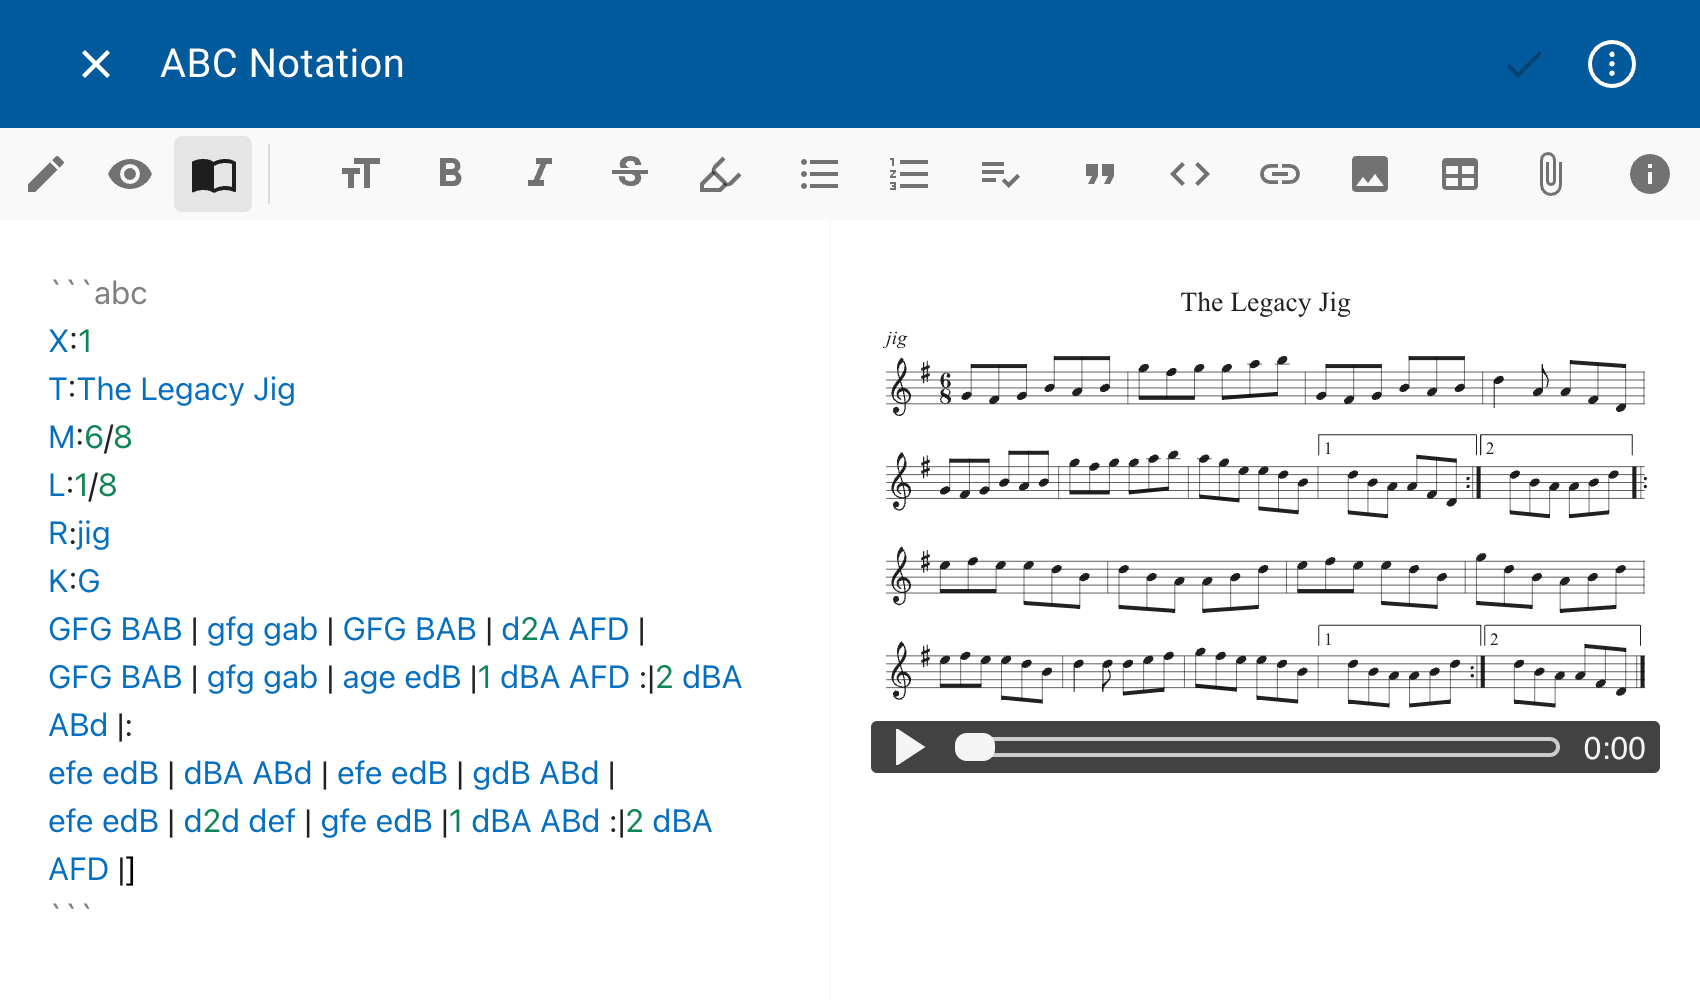 ABC Notation
```abc
X:1
T:The Legacy Jig
M:6/8
L:1/8
R:jig
K:G
GFG BAB | gfg gab | GFG BAB | d2A AFD |
GFG BAB | gfg gab | age edB |1 dBA AFD :|2 dBA
ABd |:
efe edB | dBA ABd | efe edB | gdB ABd |
efe edB | d2d def | gfe edB |1 dBA ABd :|2 dBA
AFD |]
```
The Legacy Jig
jig
6
8
1
2
1
2
0:00